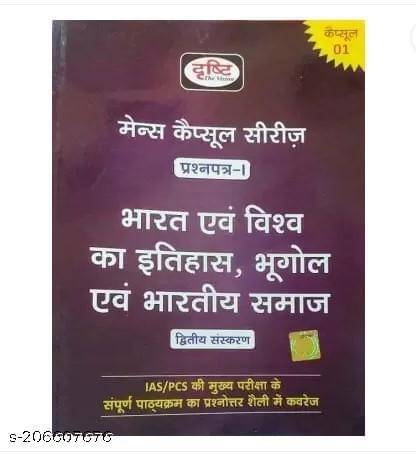 कैप्सूल
01
दृष्टि
The Vision
मेन्स कैप्सूल सीरीज़
प्रश्नपत्र-I
भारत एवं विश्व
का इतिहास, भूगोल
एवं भारतीय समाज
द्वितीय संस्करण
IAS/PCS की मुख्य परीक्षा के
संपूर्ण पाठ्यक्रम का प्रश्नोत्तर शैली में कवरेज
s-206607676